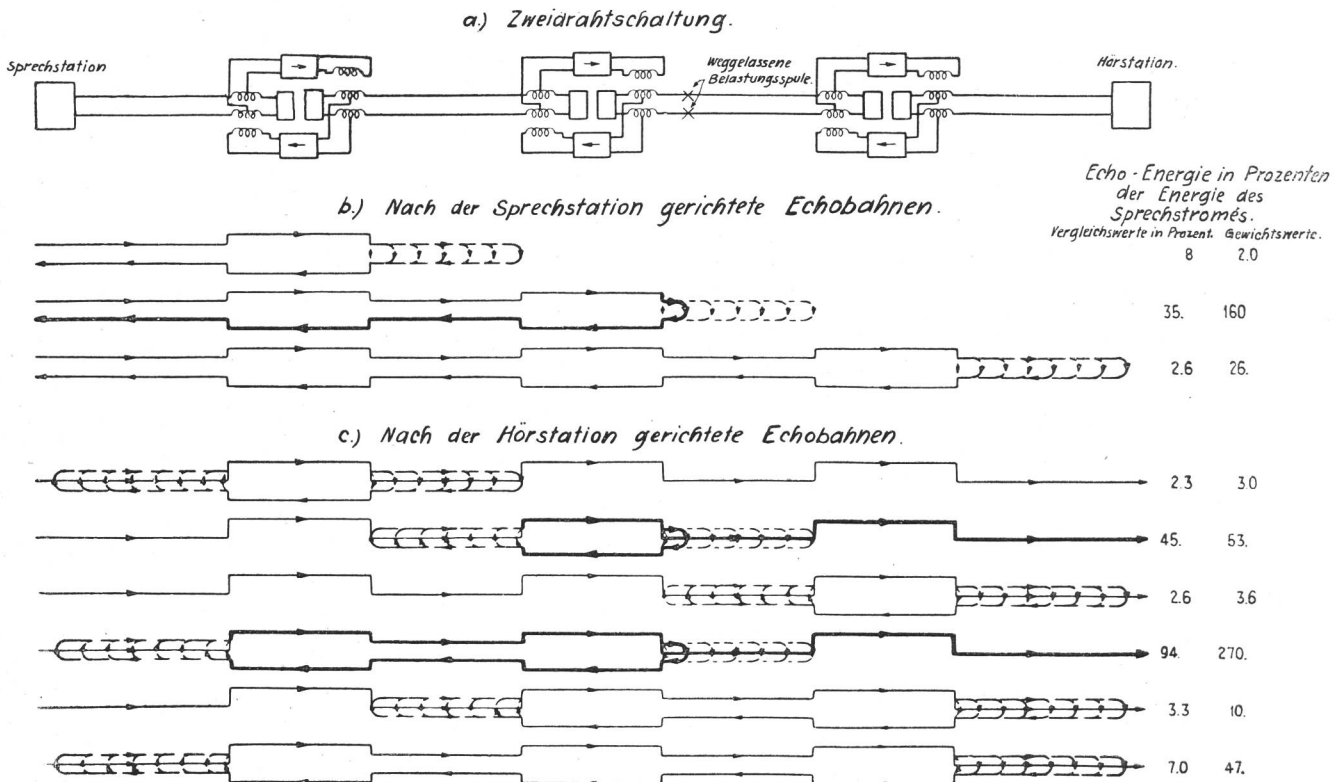 a.) Zweidrahtschaltung.
Sprechstation
Weggelassene
Belastungsspule.
Hörstation.
Echo-Energie in Prozenten
der Energie des
Sprechstromes.
Vergleichswerte in Prozent. Gewichtswerte.
b.) Nach der Sprechstation gerichtete Echobahnen.
8 2.0
35. 160
2.6 26.
c.) Nach der Hörstation gerichtete Echobahnen.
2.3 3.0
45. 53.
2.6 3.6
94. 270.
3.3 10.
7.0 47.